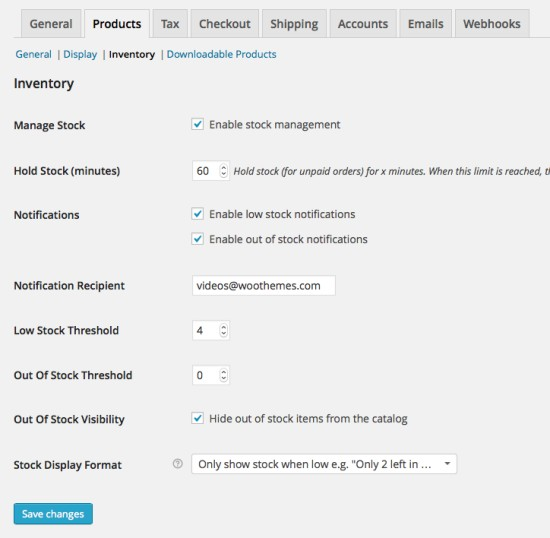 General Products Tax Checkout Shipping Accounts Emails Webhooks
General | Display | Inventory | Downloadable Products
Inventory
Manage Stock Enable stock management
Hold Stock (minutes) 60 Hold stock (for unpaid orders) for x minutes. When this limit is reached,
Notifications Enable low stock notifications
Enable out of stock notifications
Notification Recipient videos@woothemes.com
Low Stock Threshold 4
Out Of Stock Threshold 0
Out Of Stock Visibility Hide out of stock items from the catalog
Stock Display Format ? Only show stock when low e.g. "Only 2 left in ...
Save changes